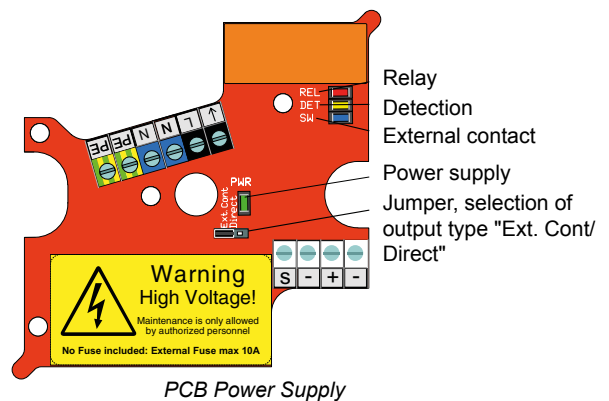 REL
DET
SW
Relay
Detection
External contact
PE
PE
N
N
L
↑
PWR
Ext.Cont
Direct
Power supply
Jumper, selection of
output type "Ext. Cont/
Direct"
S
-
+
-
Warning
High Voltage!
Maintenance is only allowed
by authorized personnel
No Fuse included: External Fuse max 10A
PCB Power Supply